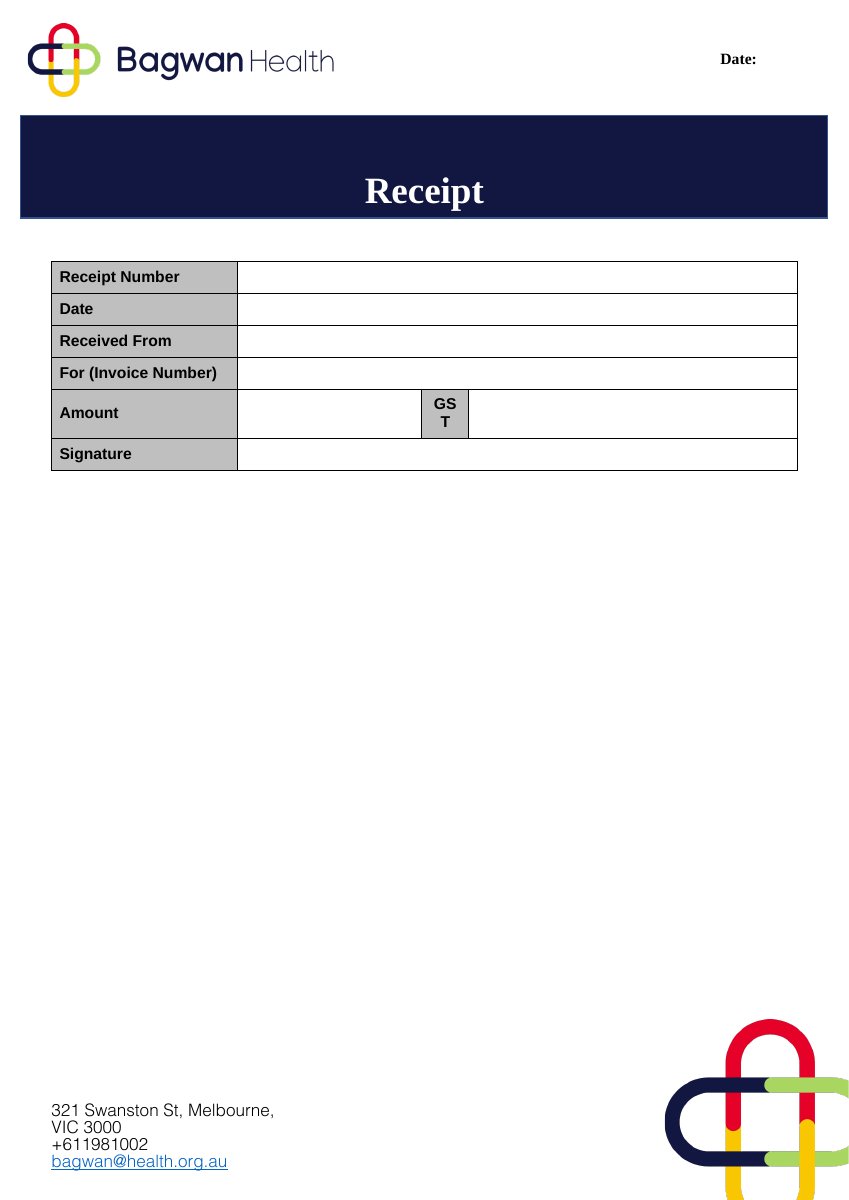 Bagwan Health
Date:
Receipt
Receipt Number
Date
Received From
For (Invoice Number)
Amount
GS
T
Signature
321 Swanston St, Melbourne,
VIC 3000
+611981002
bagwan@health.org.au